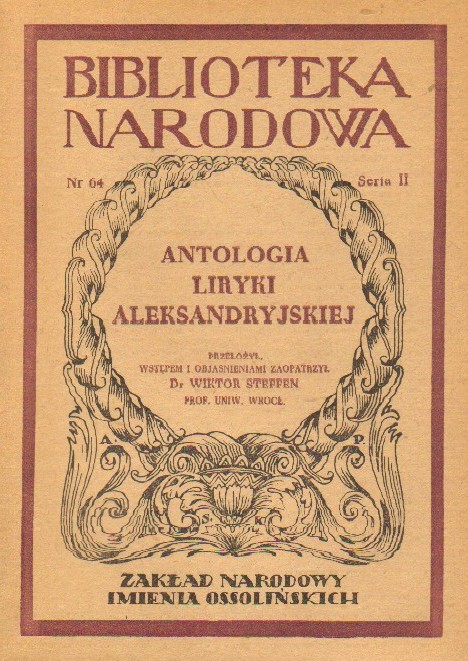 BIBLIOTEKA
NARODOWA
Nr 64 Seria II
ANTOLOGIA
LIRYKI
ALEKSANDRYJSKIEJ
PRZEŁOŻYŁ,
WSTĘPEM I OBJAŚNIENIAMI ZAOPATRZYŁ
Dr WIKTOR STEFFEN
PROF. UNIW. WROCŁ.
A. P.
S. K.
ZAKŁAD NARODOWY
IMIENIA OSSOLIŃSKICH